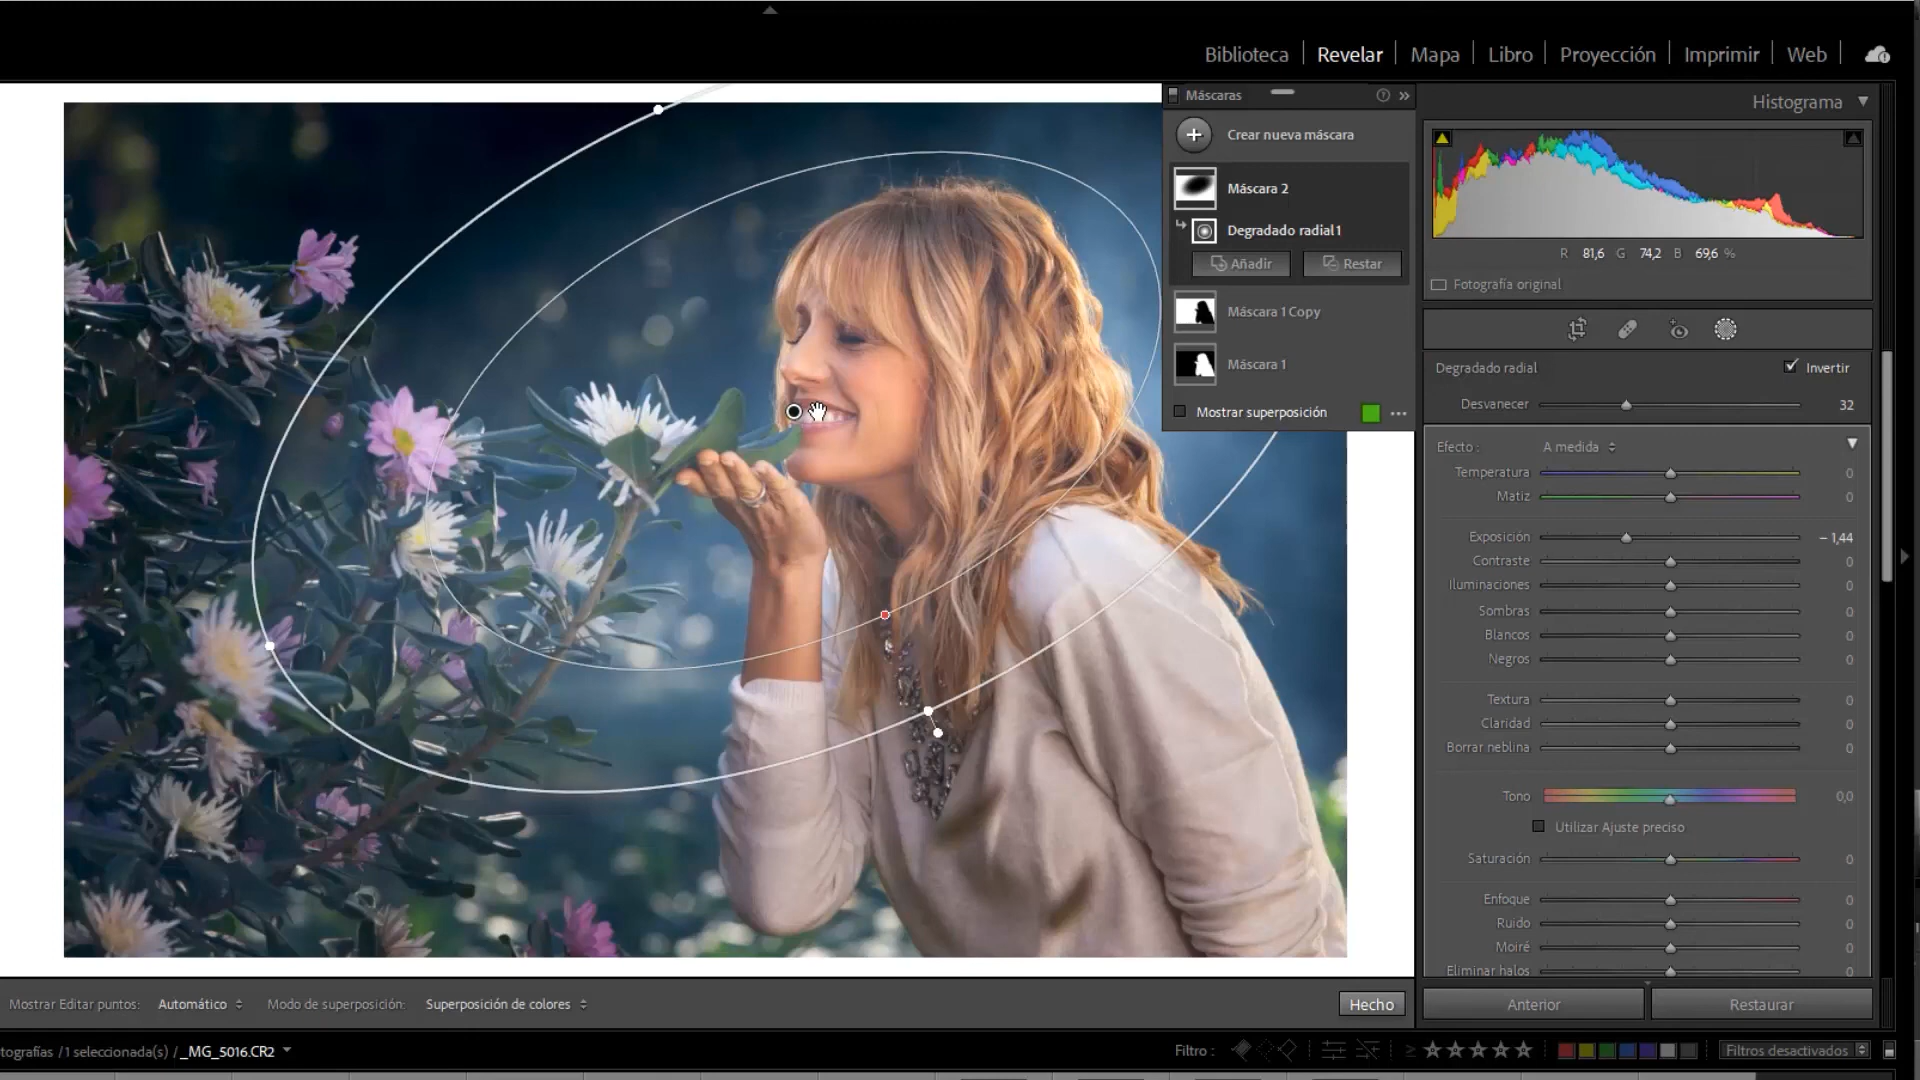 Biblioteca | Revelar | Mapa | Libro | Proyección | Imprimir | Web |
Histograma
Máscaras
Crear nueva máscara
Máscara 2
Degradado radial1
Añadir Restar
Máscara 1 Copy
Máscara 1
Mostrar superposición
R 81,6 G 74,2 B 69,6 %
Fotografía original
Degradado radial Invertir
Desvanecer 32
Efecto : A medida
Temperatura 0
Matiz 0
Exposición – 1,44
Contraste 0
Iluminaciones 0
Sombras 0
Blancos 0
Negros 0
Textura 0
Claridad 0
Borrar neblina 0
Tono 0,0
Utilizar Ajuste preciso
Saturación 0
Enfoque 0
Ruido 0
Moiré 0
Eliminar halos 0
Mostrar Editar puntos: Automático Modo de superposición: Superposición de colores Hecho
Anterior Restaurar
tografías /1 seleccionada(s) /_MG_5016.CR2
Filtro : ≥ Filtros desactivados